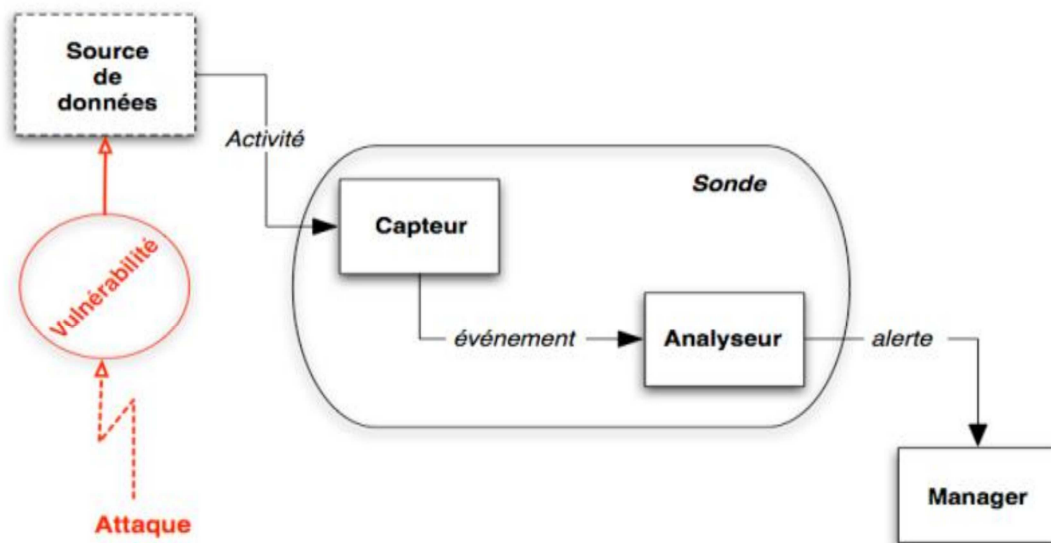 Source
de
données
Activité
Sonde
Capteur
Vulnérabilité
événement
Analyseur
alerte
Manager
Attaque